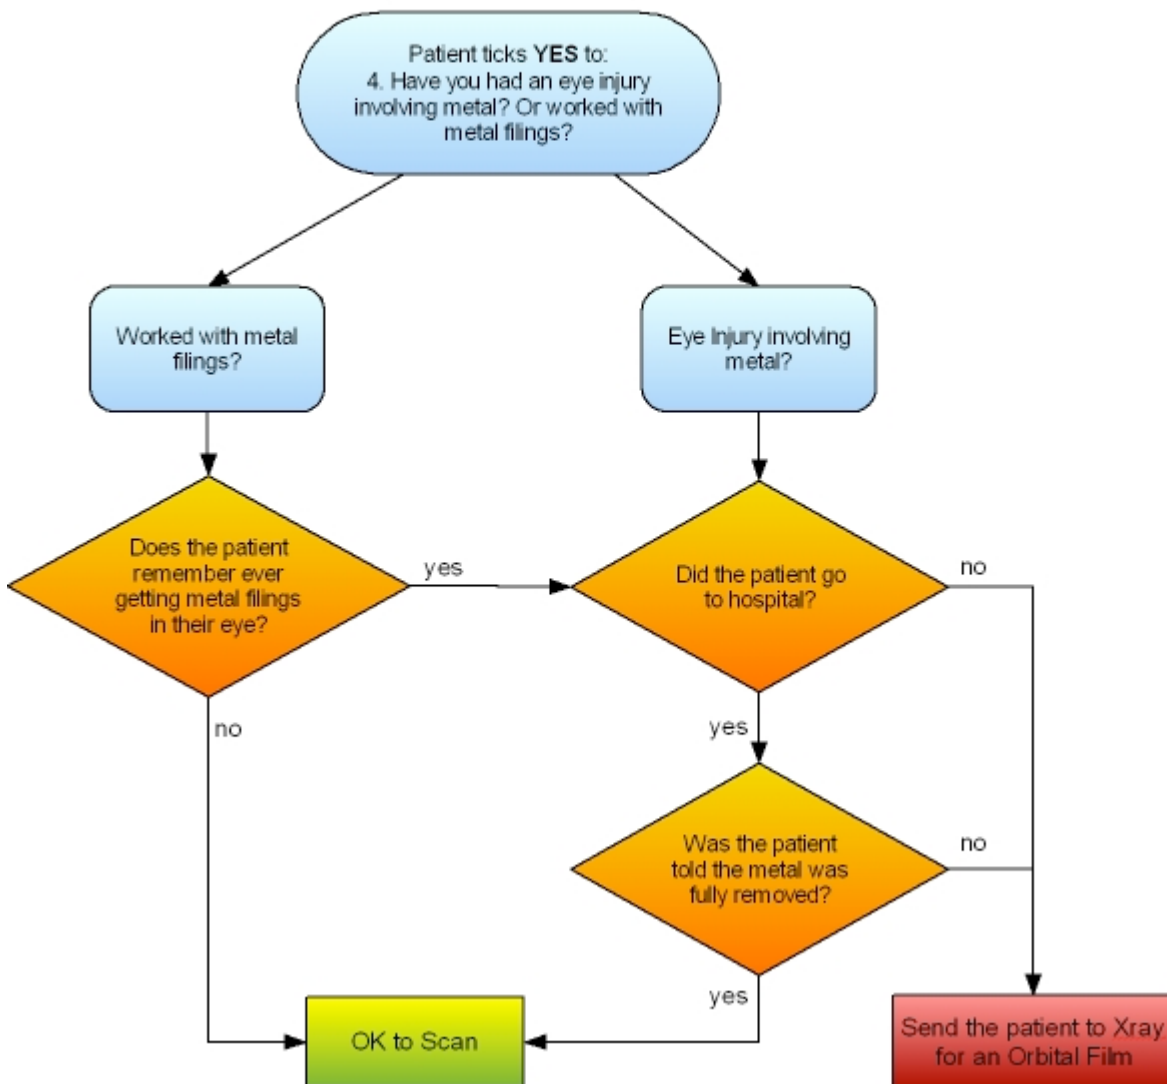 Patient ticks YES to:
4. Have you had an eye injury
involving metal? Or worked with
metal filings?
Worked with metal
filings?
Eye Injury involving
metal?
Does the patient
remember ever
getting metal filings
in their eye?
yes
Did the patient go
to hospital?
no
no
yes
Was the patient
told the metal was
fully removed?
no
yes
OK to Scan
Send the patient to Xray
for an Orbital Film